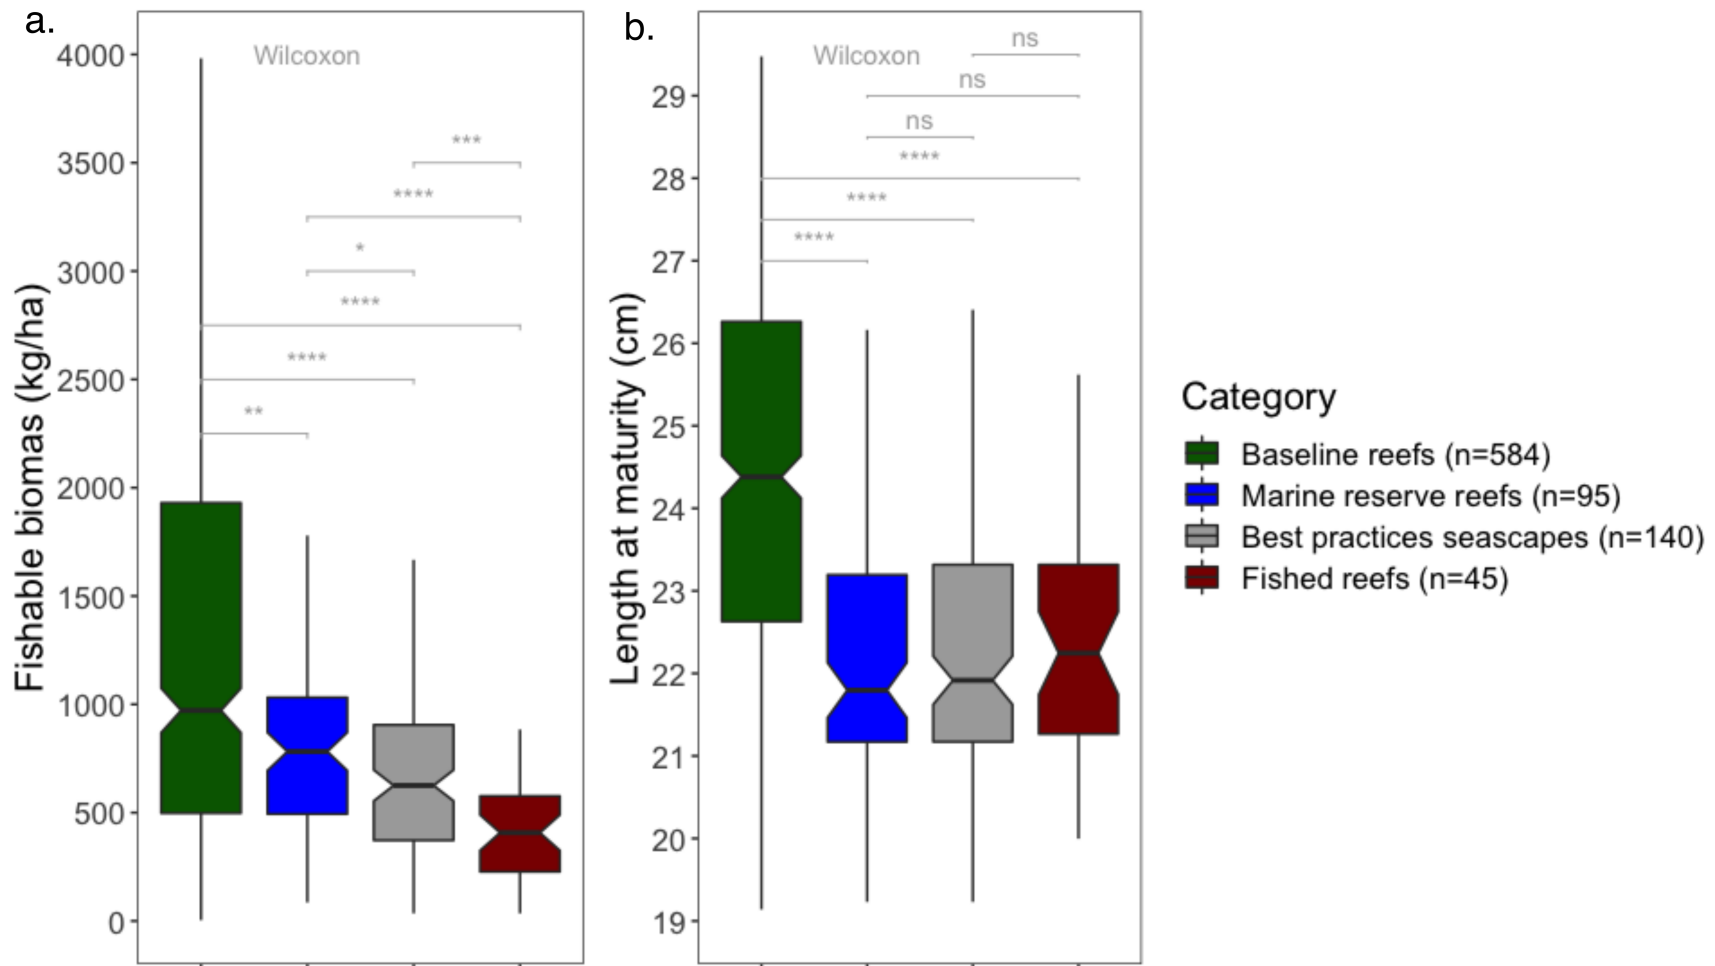 a.
Wilcoxon
***
****
*
****
****
**
4000
3500
3000
2500
2000
1500
1000
500
0
Fishable biomas (kg/ha)
b.
Wilcoxon
ns
ns
ns
****
****
****
29
28
27
26
25
24
23
22
21
20
19
Length at maturity (cm)
Category
Baseline reefs (n=584)
Marine reserve reefs (n=95)
Best practices seascapes (n=140)
Fished reefs (n=45)